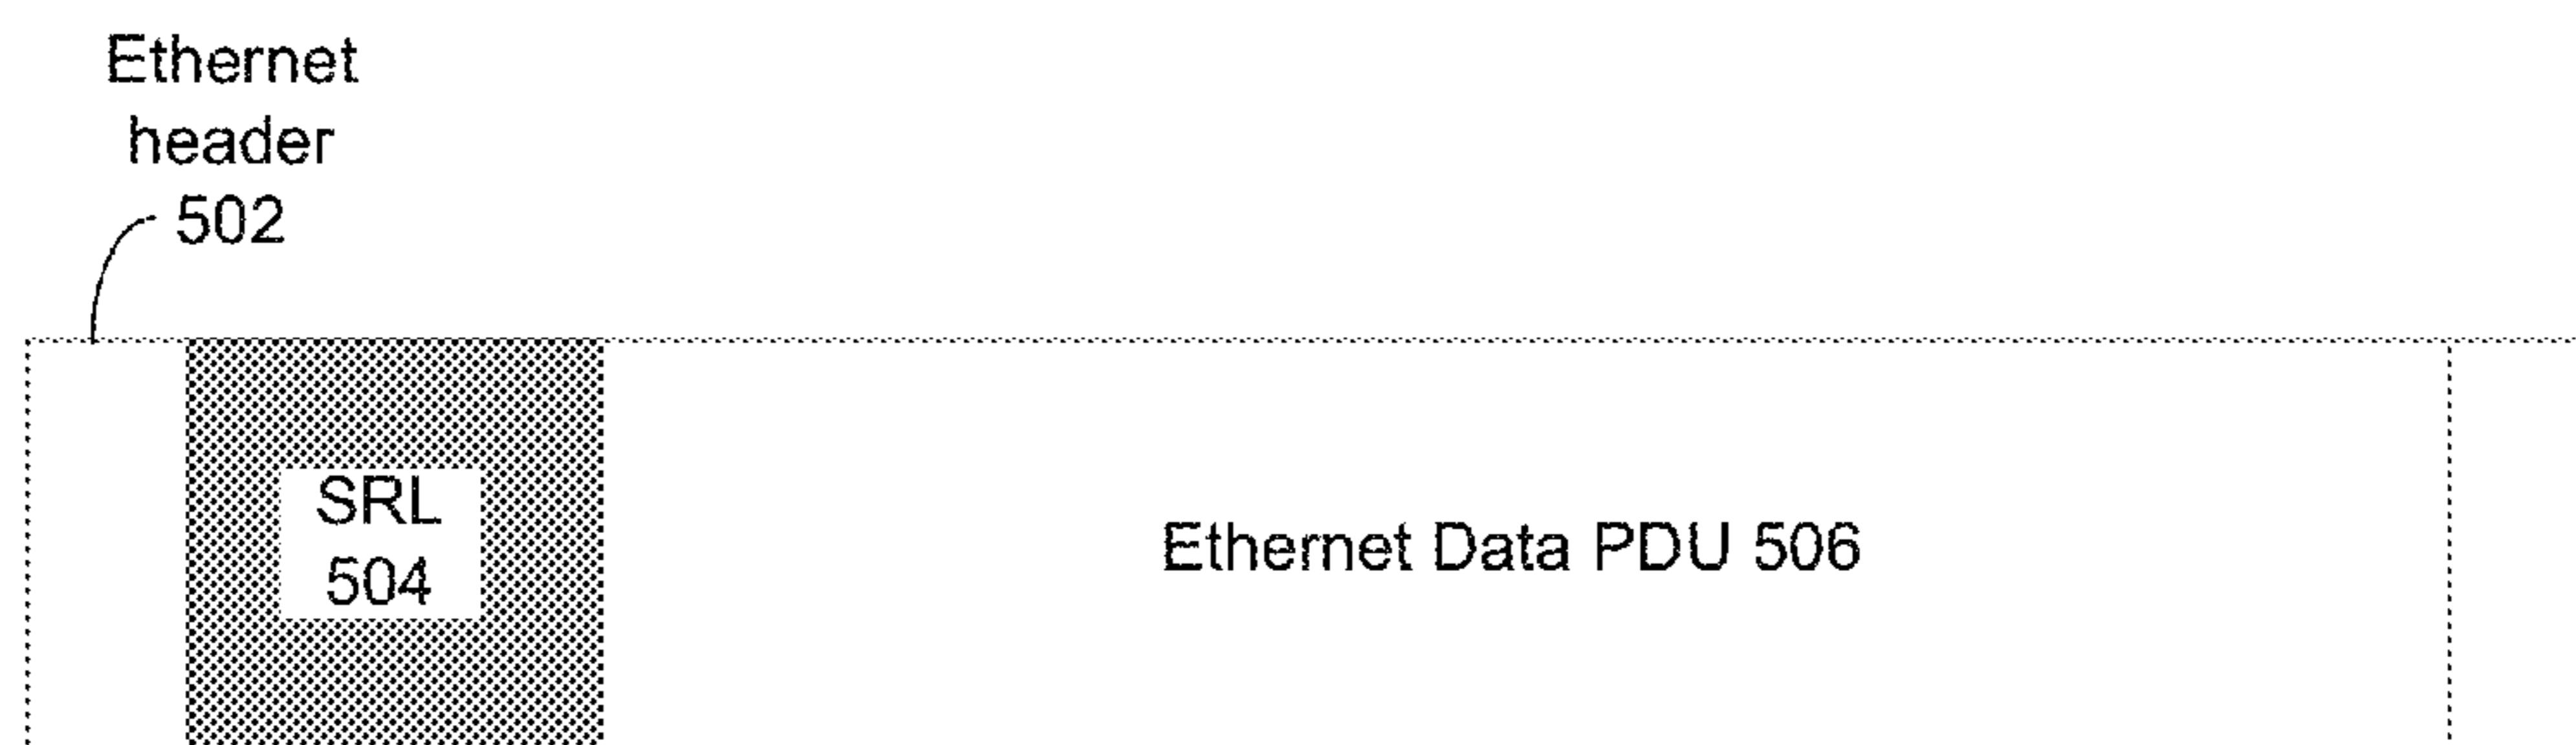 Ethernet
header
502
SRL
504
Ethernet Data PDU 506